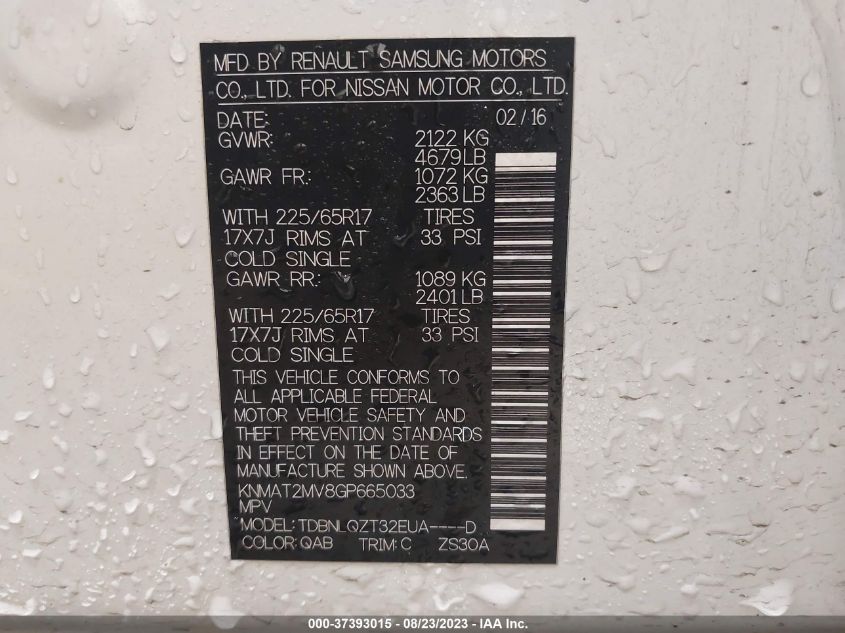 MFD BY RENAULT SAMSUNG MOTORS
CO., LTD. FOR NISSAN MOTOR CO., LTD.
DATE: 02 / 16
GVWR: 2122 KG
4679 LB
GAWR FR.: 1072 KG
2363 LB
WITH 225/65R17 TIRES
17X7J RIMS AT 33 PSI
COLD SINGLE
GAWR RR.: 1089 KG
2401 LB
WITH 225/65R17 TIRES
17X7J RIMS AT 33 PSI
COLD SINGLE
THIS VEHICLE CONFORMS TO
ALL APPLICABLE FEDERAL
MOTOR VEHICLE SAFETY AND
THEFT PREVENTION STANDARDS
IN EFFECT ON THE DATE OF
MANUFACTURE SHOWN ABOVE.
KNMAT2MV8GP665033
MPV
MODEL: TDBNLQZT32EUA----D
COLOR: QAB TRIM: C ZS30A
000-37393015 - 08/23/2023 - IAA Inc.